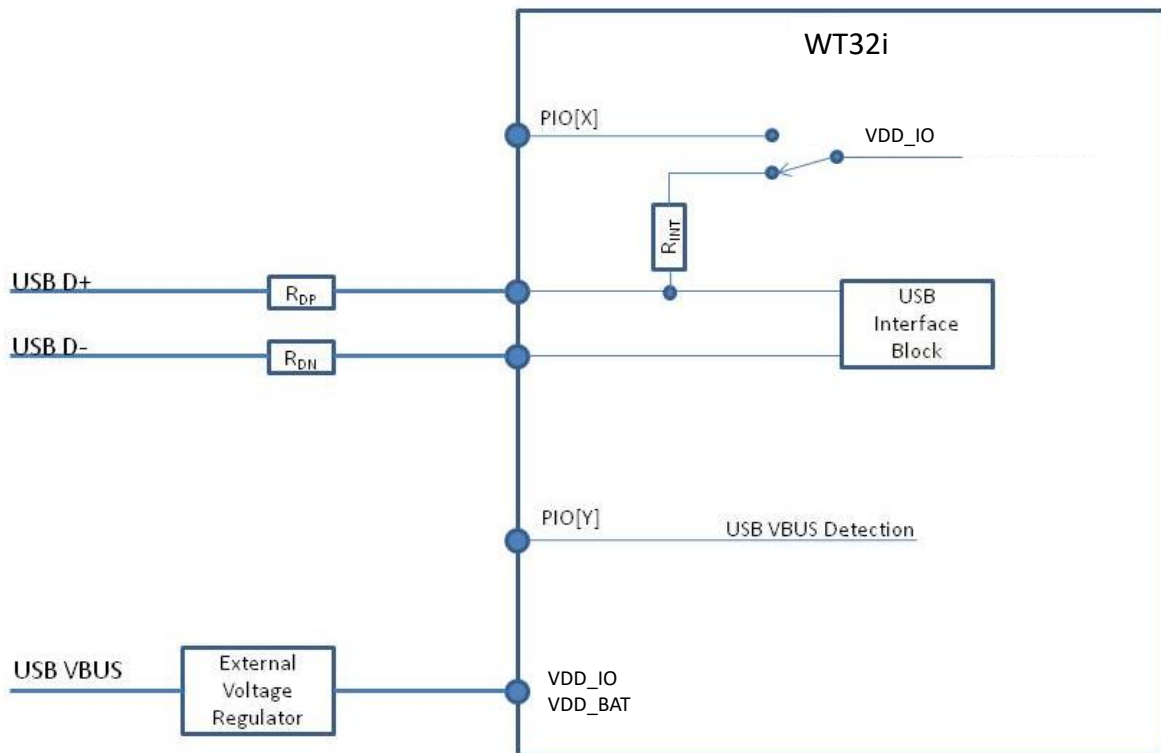 WT32i
PIO[X]
VDD_IO
RINT
USB D+
RDP
USB
Interface
Block
USB D-
RDN
PIO[Y]
USB VBUS Detection
USB VBUS
External
Voltage
Regulator
VDD_IO
VDD_BAT